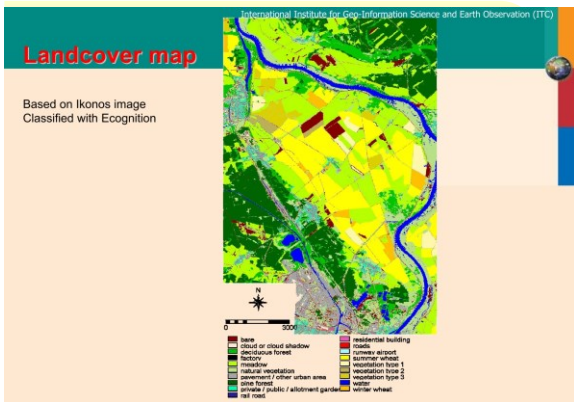 International Institute for Geo-Information Science and Earth Observation (ITC)
Landcover map
Based on Ikonos image
Classified with Ecognition
N
0 3000
bare
cloud or cloud shadow
deciduous forest
factory
meadow
natural vegetation
pavement / other urban area
pine forest
private / public / allotment garden
rail road
residential building
roads
runway airport
summer wheat
vegetation type 1
vegetation type 2
vegetation type 3
water
winter wheat